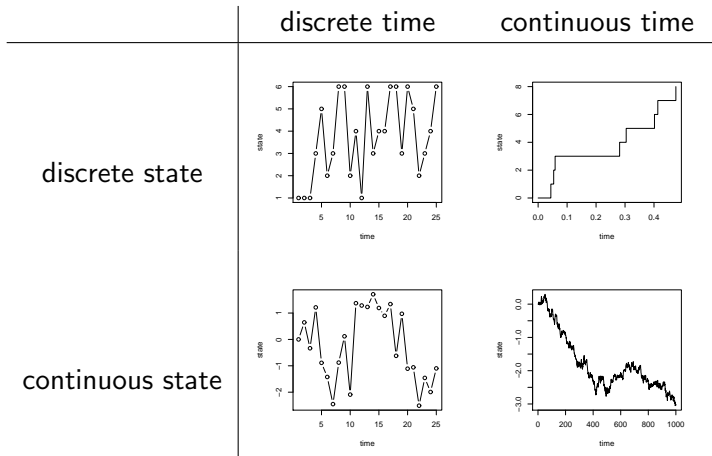 discrete time continuous time
discrete state
6
5
4
3
2
1
state
5 10 15 20 25
time
8
6
4
2
0
state
0.0 0.1 0.2 0.3 0.4
time
continuous state
1
0
−1
−2
state
5 10 15 20 25
time
0.0
−1.0
−2.0
−3.0
state
0 200 400 600 800 1000
time